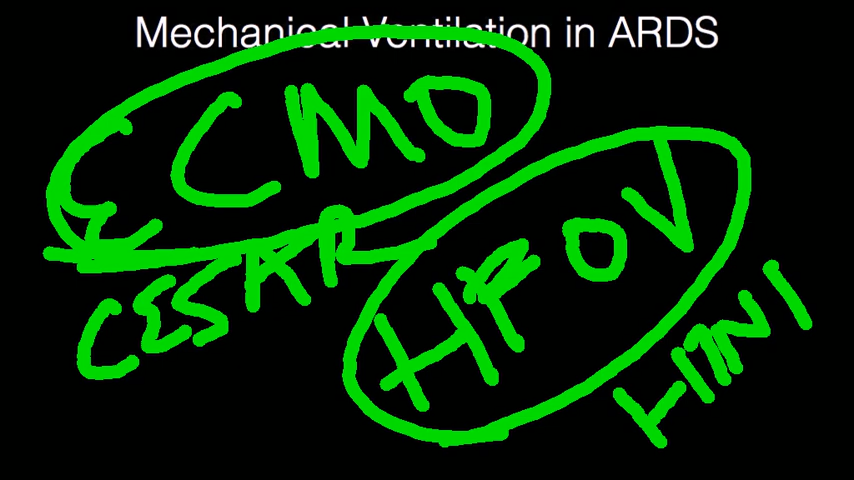 Mechanical Ventilation in ARDS
ECMO
HFOV
CESAR
H1N1